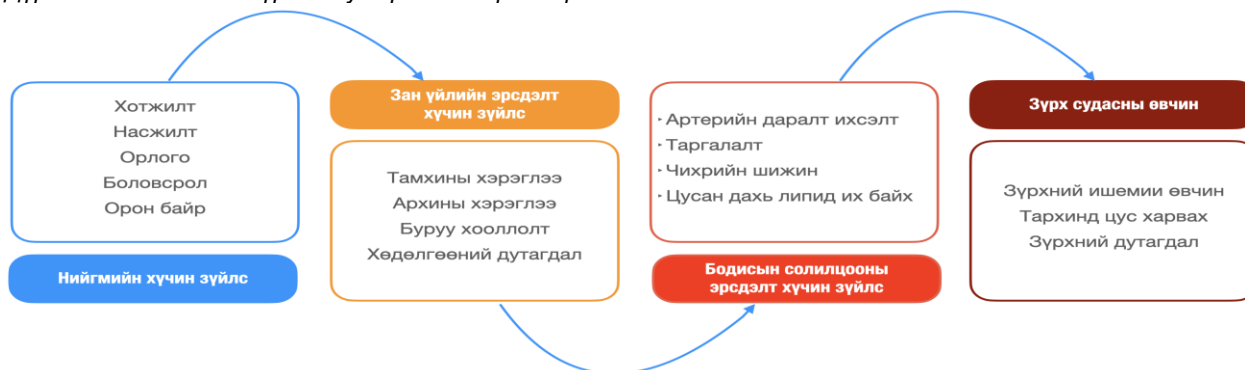 Хотжилт
Насжилт
Орлого
Боловсрол
Орон байр
Нийгмийн хүчин зүйлс
Зан үйлийн эрсдэлт
хүчин зүйлс
Тамхины хэрэглээ
Архины хэрэглээ
Буруу хооллолт
Хөдөлгөөний дутагдал
‣ Артерийн даралт ихсэлт
‣ Таргалалт
‣ Чихрийн шижин
‣ Цусан дахь липид их байх
Бодисын солилцооны
эрсдэлт хүчин зүйлс
Зүрх судасны өвчин
Зүрхний ишеми өвчин
Тархинд цус харвах
Зүрхний дутагдал